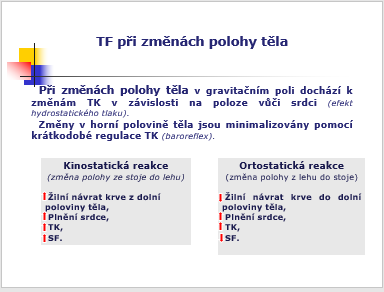 TF při změnách polohy těla
Při změnách polohy těla v gravitačním poli dochází k
změnám TK v závislosti na poloze vůči srdci (efekt
hydrostatického tlaku).
Změny v horní polovině těla jsou minimalizovány pomocí
krátkodobé regulace TK (baroreflex).
Kinostatická reakce
(změna polohy ze stoje do lehu)
Žilní návrat krve z dolní
poloviny těla,
Plnění srdce,
TK,
SF.
Ortostatická reakce
(změna polohy z lehu do stoje)
Žilní návrat krve do dolní
poloviny těla,
Plnění srdce,
TK,
SF.